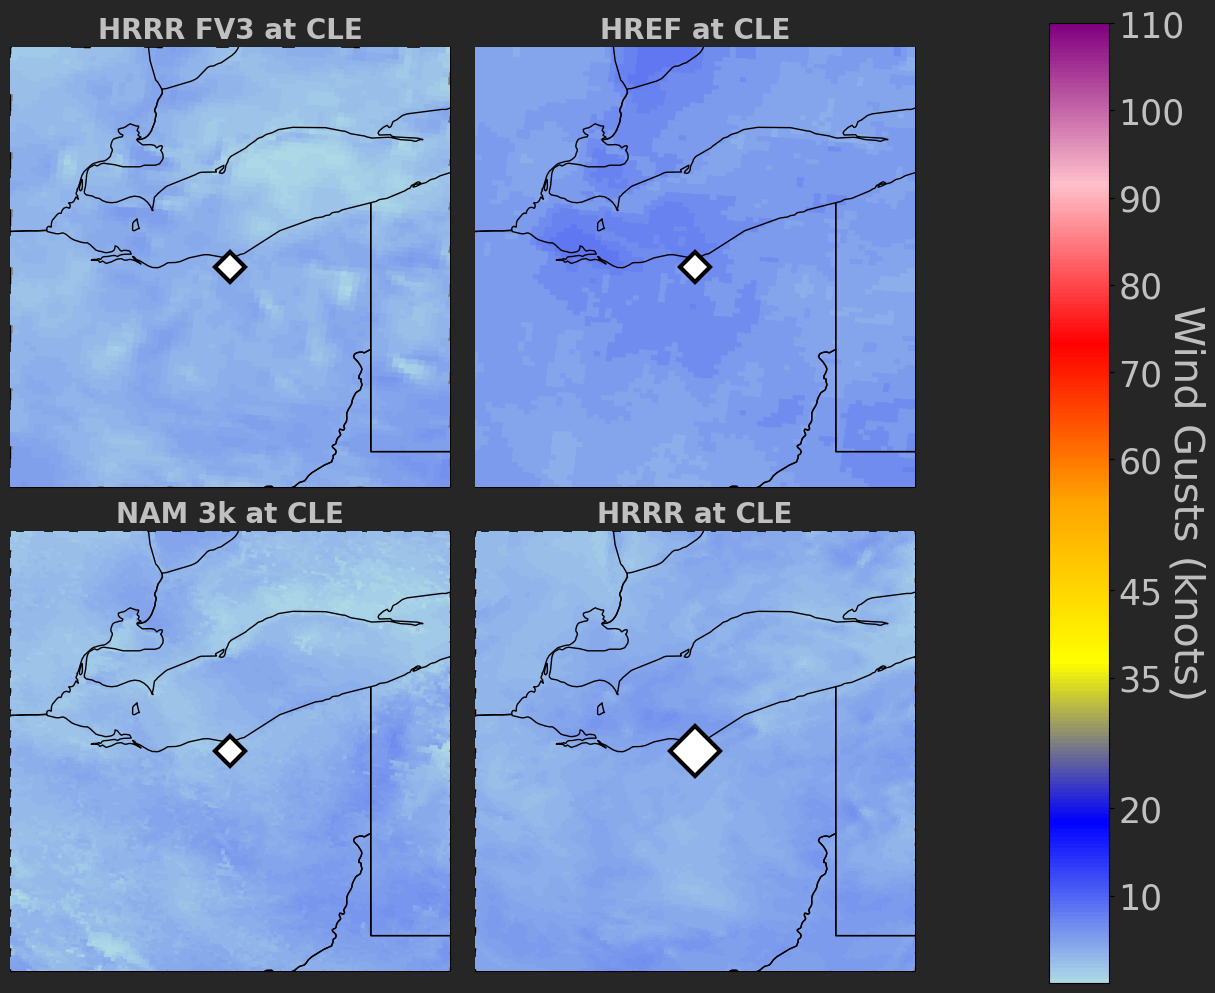 HRRR FV3 at CLE
HREF at CLE
NAM 3k at CLE
HRRR at CLE
110
100
90
80
70
60
45
35
20
10
Wind Gusts (knots)